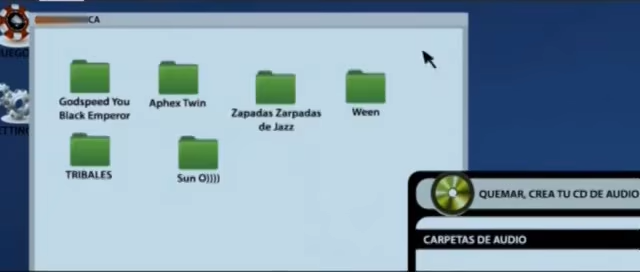 CA
UEGO
Godspeed You
Black Emperor
Aphex Twin
Zapadas Zarpadas
de Jazz
Ween
ETTING
TRIBALES
Sun O))))
QUEMAR, CREA TU CD DE AUDIO
CARPETAS DE AUDIO